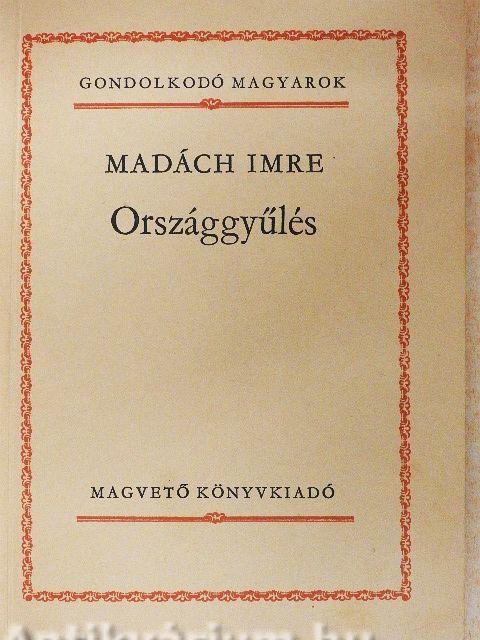 GONDOLKODÓ MAGYAROK
MADÁCH IMRE
Országgyűlés
MAGVETŐ KÖNYVKIADÓ